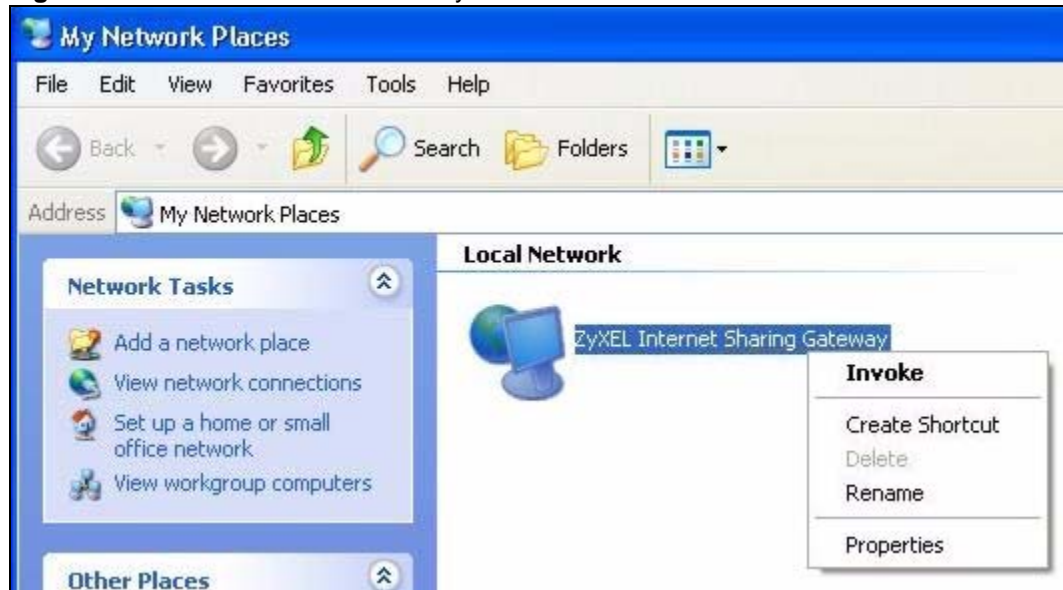 My Network Places
File Edit View Favorites Tools Help
Back Search Folders
Address My Network Places
Network Tasks
Add a network place
View network connections
Set up a home or small
office network
View workgroup computers
Other Places
Local Network
ZyXEL Internet Sharing Gateway
Invoke
Create Shortcut
Delete
Rename
Properties